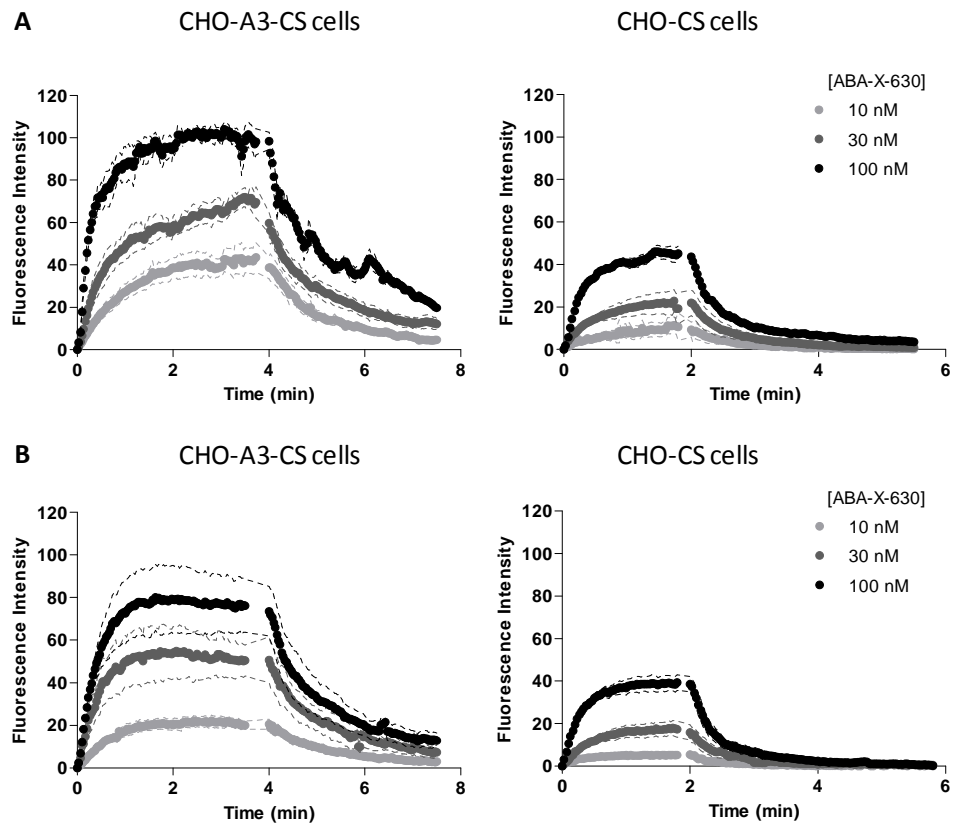 A
CHO-A3-CS cells
CHO-CS cells
[ABA-X-630]
10 nM
30 nM
100 nM
Fluorescence Intensity
120
100
80
60
40
20
0
0 2 4 6 8
Time (min)
Fluorescence Intensity
120
100
80
60
40
20
0
0 2 4 6
Time (min)
B
CHO-A3-CS cells
CHO-CS cells
[ABA-X-630]
10 nM
30 nM
100 nM
Fluorescence Intensity
120
100
80
60
40
20
0
0 2 4 6 8
Time (min)
Fluorescence Intensity
120
100
80
60
40
20
0
0 2 4 6
Time (min)